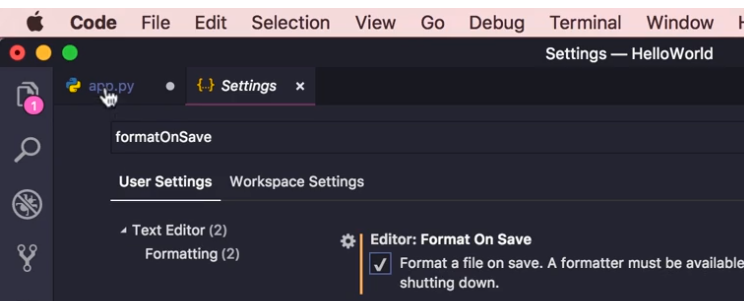 Code File Edit Selection View Go Debug Terminal Window
Settings — HelloWorld
app.py {..} Settings ×
1
formatOnSave
User Settings Workspace Settings
Text Editor (2)
Formatting (2)
Editor: Format On Save
Format a file on save. A formatter must be available
shutting down.